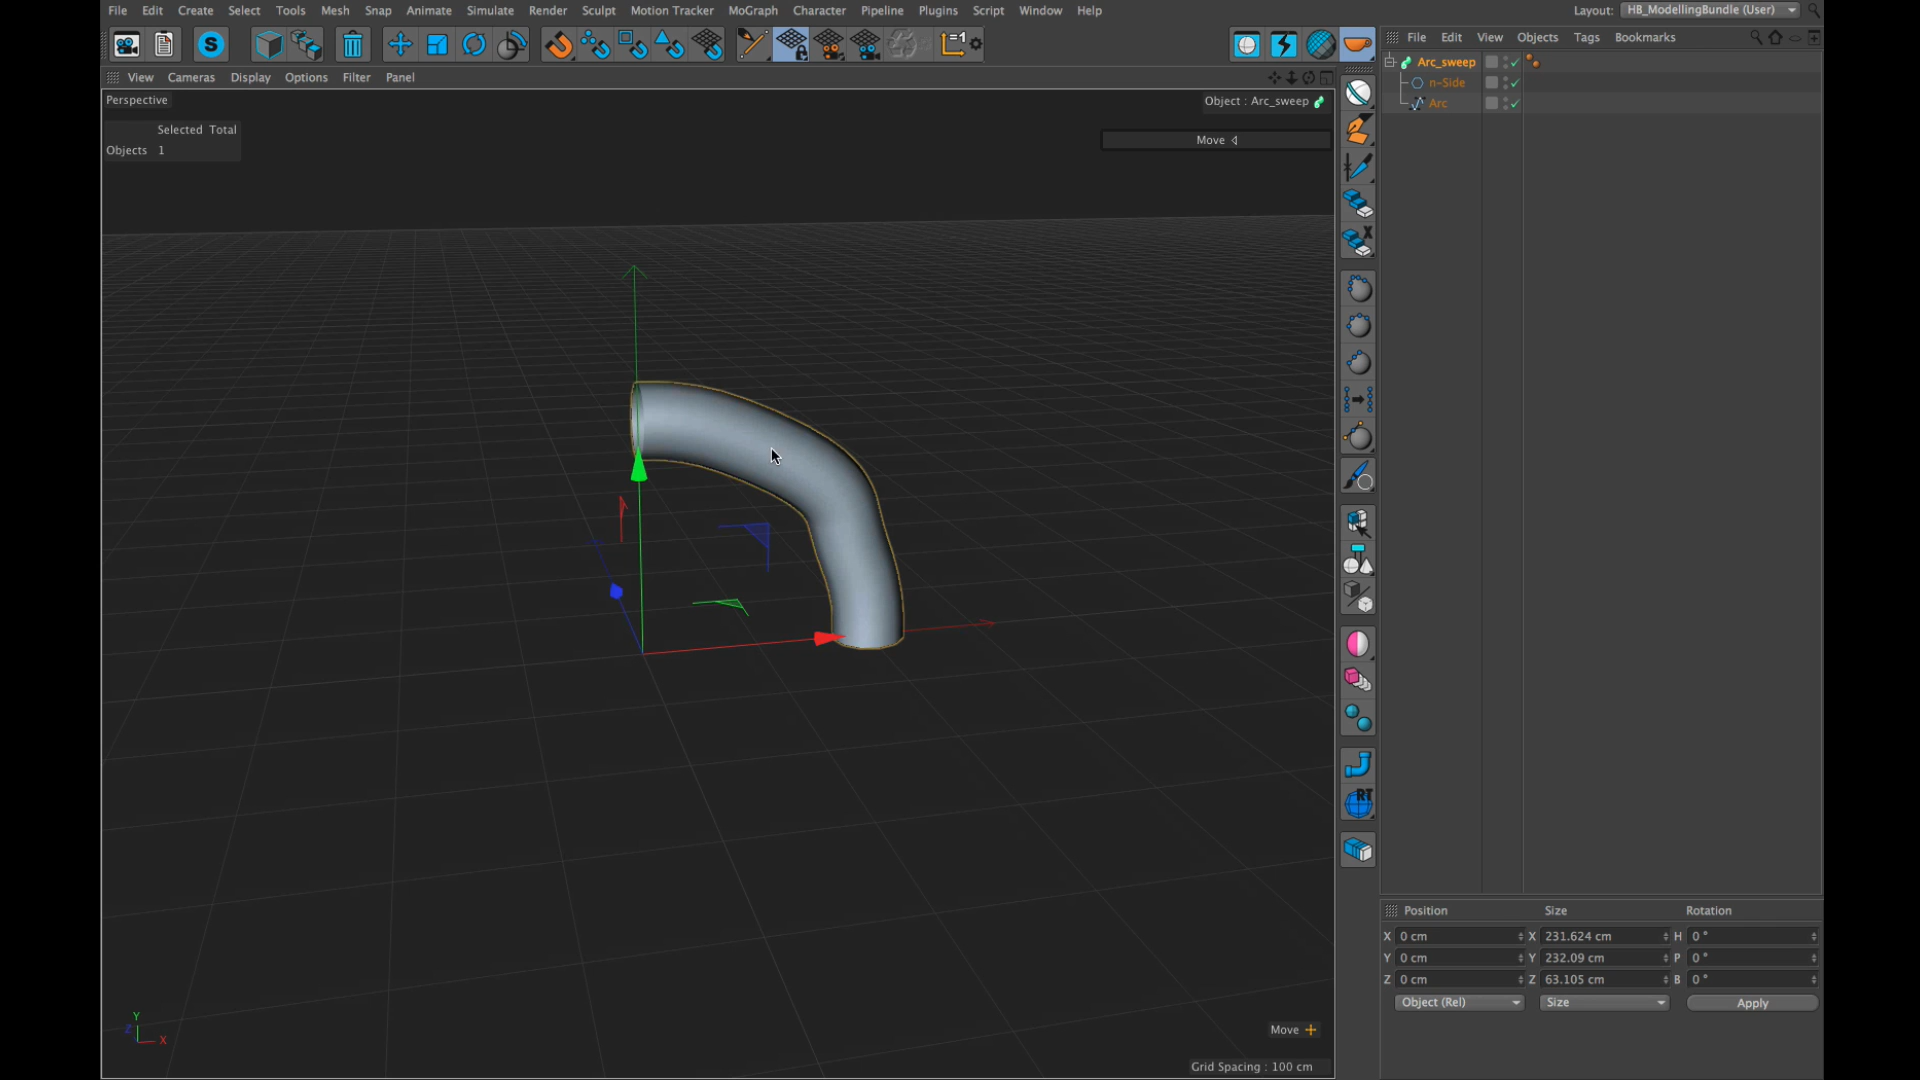 File Edit Create Select Tools Mesh Snap Animate Simulate Render Sculpt Motion Tracker MoGraph Character Pipeline Plugins Script Window Help
Layout: HB_ModellingBundle (User)
S
=1
File Edit View Objects Tags Bookmarks
View Cameras Display Options Filter Panel
Arc_sweep
n-Side
Arc
Perspective
Object : Arc_sweep
Selected Total
Objects 1
Move
X
RT
Position Size Rotation
X 0 cm X 231.624 cm H 0 °
Y 0 cm Y 232.09 cm P 0 °
Z 0 cm Z 63.105 cm B 0 °
Object (Rel) Size Apply
Y
Z
X
Move
Grid Spacing : 100 cm